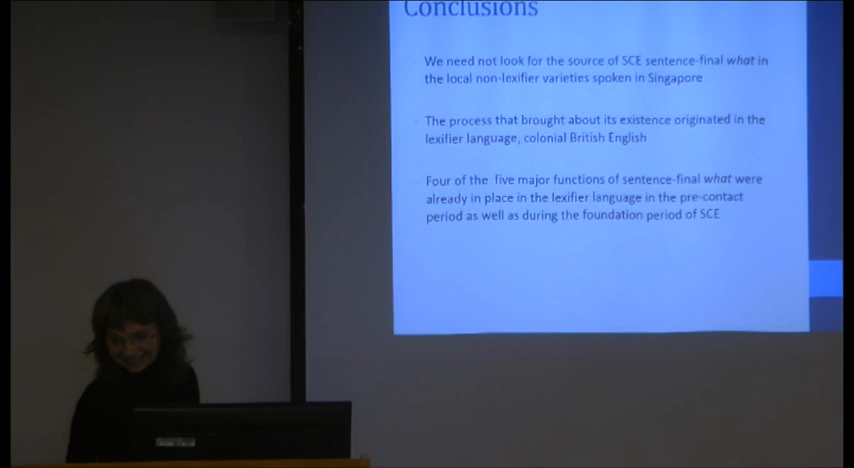 Conclusions
We need not look for the source of SCE sentence-final what in
the local non-lexifier varieties spoken in Singapore
The process that brought about its existence originated in the
lexifier language, colonial British English
Four of the five major functions of sentence-final what were
already in place in the lexifier language in the pre-contact
period as well as during the foundation period of SCE